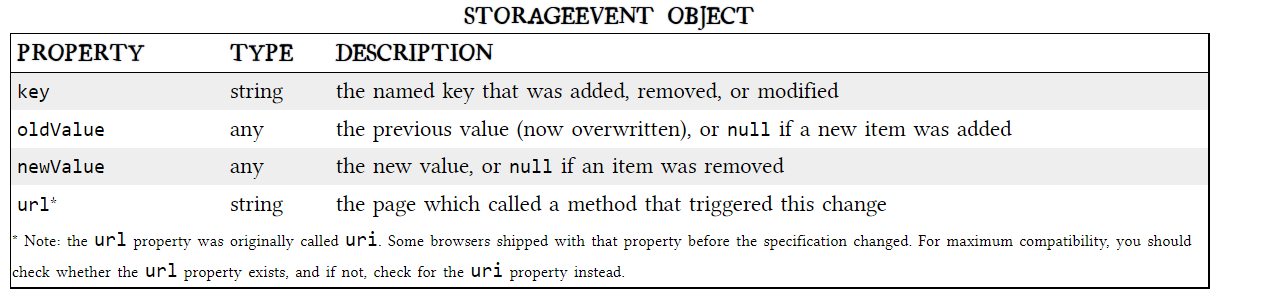 STORAGEEVENT OBJECT
PROPERTY TYPE DESCRIPTION
key string the named key that was added, removed, or modified
oldValue any the previous value (now overwritten), or null if a new item was added
newValue any the new value, or null if an item was removed
url* string the page which called a method that triggered this change
* Note: the url property was originally called uri. Some browsers shipped with that property before the specification changed. For maximum compatibility, you should
check whether the url property exists, and if not, check for the uri property instead.